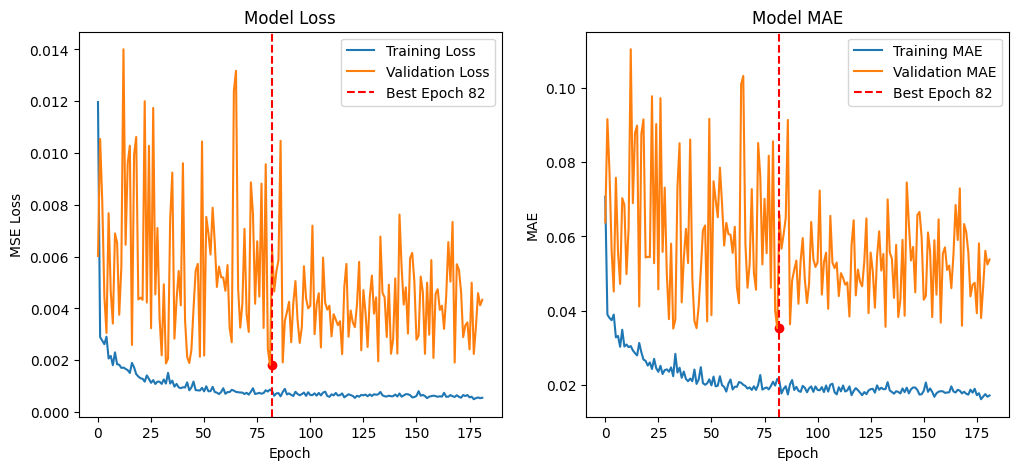 Model Loss
MSE Loss
0.014
0.012
0.010
0.008
0.006
0.004
0.002
0.000
Training Loss
Validation Loss
Best Epoch 82
0 25 50 75 100 125 150 175
Epoch
Model MAE
MAE
0.10
0.08
0.06
0.04
0.02
Training MAE
Validation MAE
Best Epoch 82
0 25 50 75 100 125 150 175
Epoch